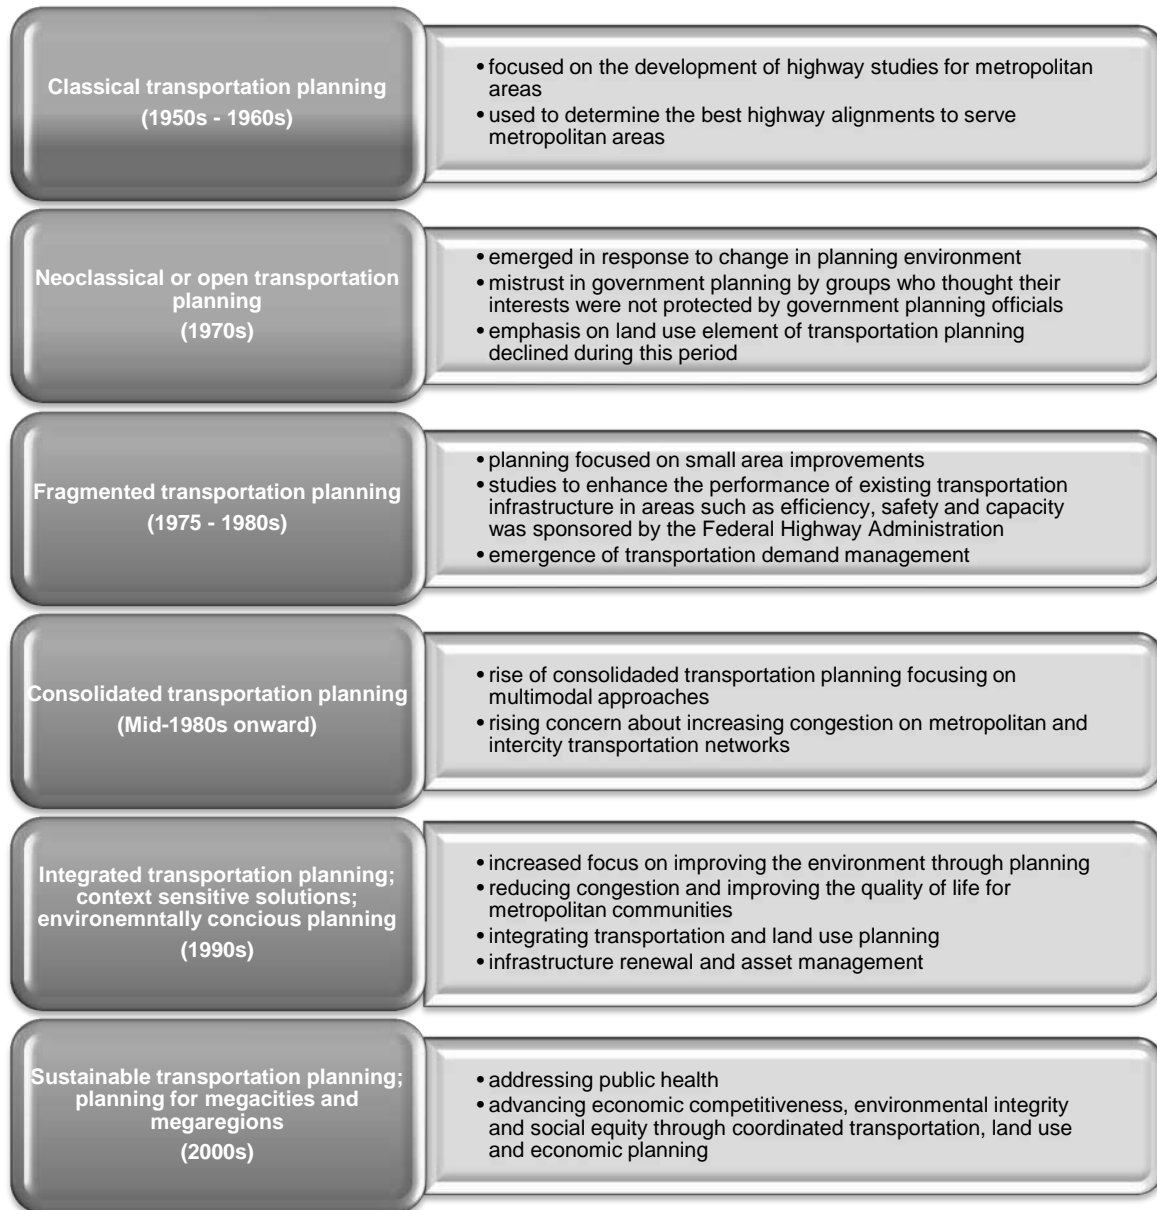 Classical transportation planning
(1950s - 1960s)
• focused on the development of highway studies for metropolitan
areas
• used to determine the best highway alignments to serve
metropolitan areas
Neoclassical or open transportation
planning
(1970s)
• emerged in response to change in planning environment
• mistrust in government planning by groups who thought their
interests were not protected by government planning officials
• emphasis on land use element of transportation planning
declined during this period
Fragmented transportation planning
(1975 - 1980s)
• planning focused on small area improvements
• studies to enhance the performance of existing transportation
infrastructure in areas such as efficiency, safety and capacity
was sponsored by the Federal Highway Administration
• emergence of transportation demand management
Consolidated transportation planning
(Mid-1980s onward)
• rise of consolidaded transportation planning focusing on
multimodal approaches
• rising concern about increasing congestion on metropolitan and
intercity transportation networks
Integrated transportation planning;
context sensitive solutions;
environemntally concious planning
(1990s)
• increased focus on improving the environment through planning
• reducing congestion and improving the quality of life for
metropolitan communities
• integrating transportation and land use planning
• infrastructure renewal and asset management
Sustainable transportation planning;
planning for megacities and
megaregions
(2000s)
• addressing public health
• advancing economic competitiveness, environmental integrity
and social equity through coordinated transportation, land use
and economic planning